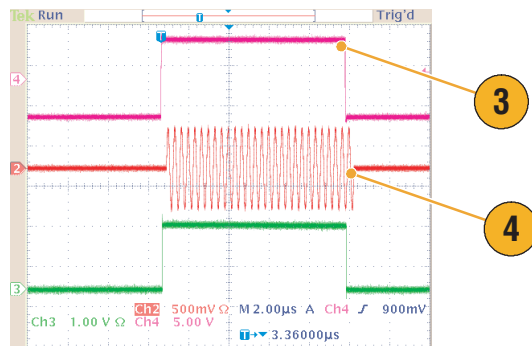 Tek Run Trig'd
T
T
4
3
2
4
3
Ch2 500mV Ω M 2.00µs A Ch4 ƒ 900mV
Ch3 1.00 V Ω Ch4 5.00 V
T→▼ 3.36000µs